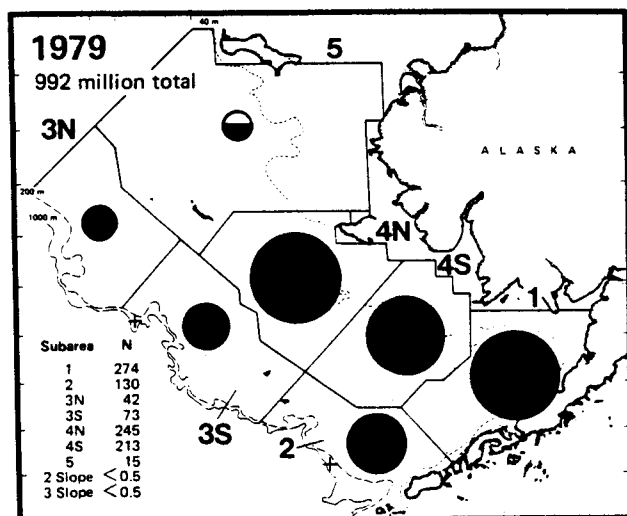 1979
992 million total
40 m
5
3N
ALASKA
200 m
1000 m
4N
4S
1
Subarea N
1 274
2 130
3N 42
3S 73
4N 245
4S 213
5 15
2 Slope <0.5
3 Slope <0.5
3S
2